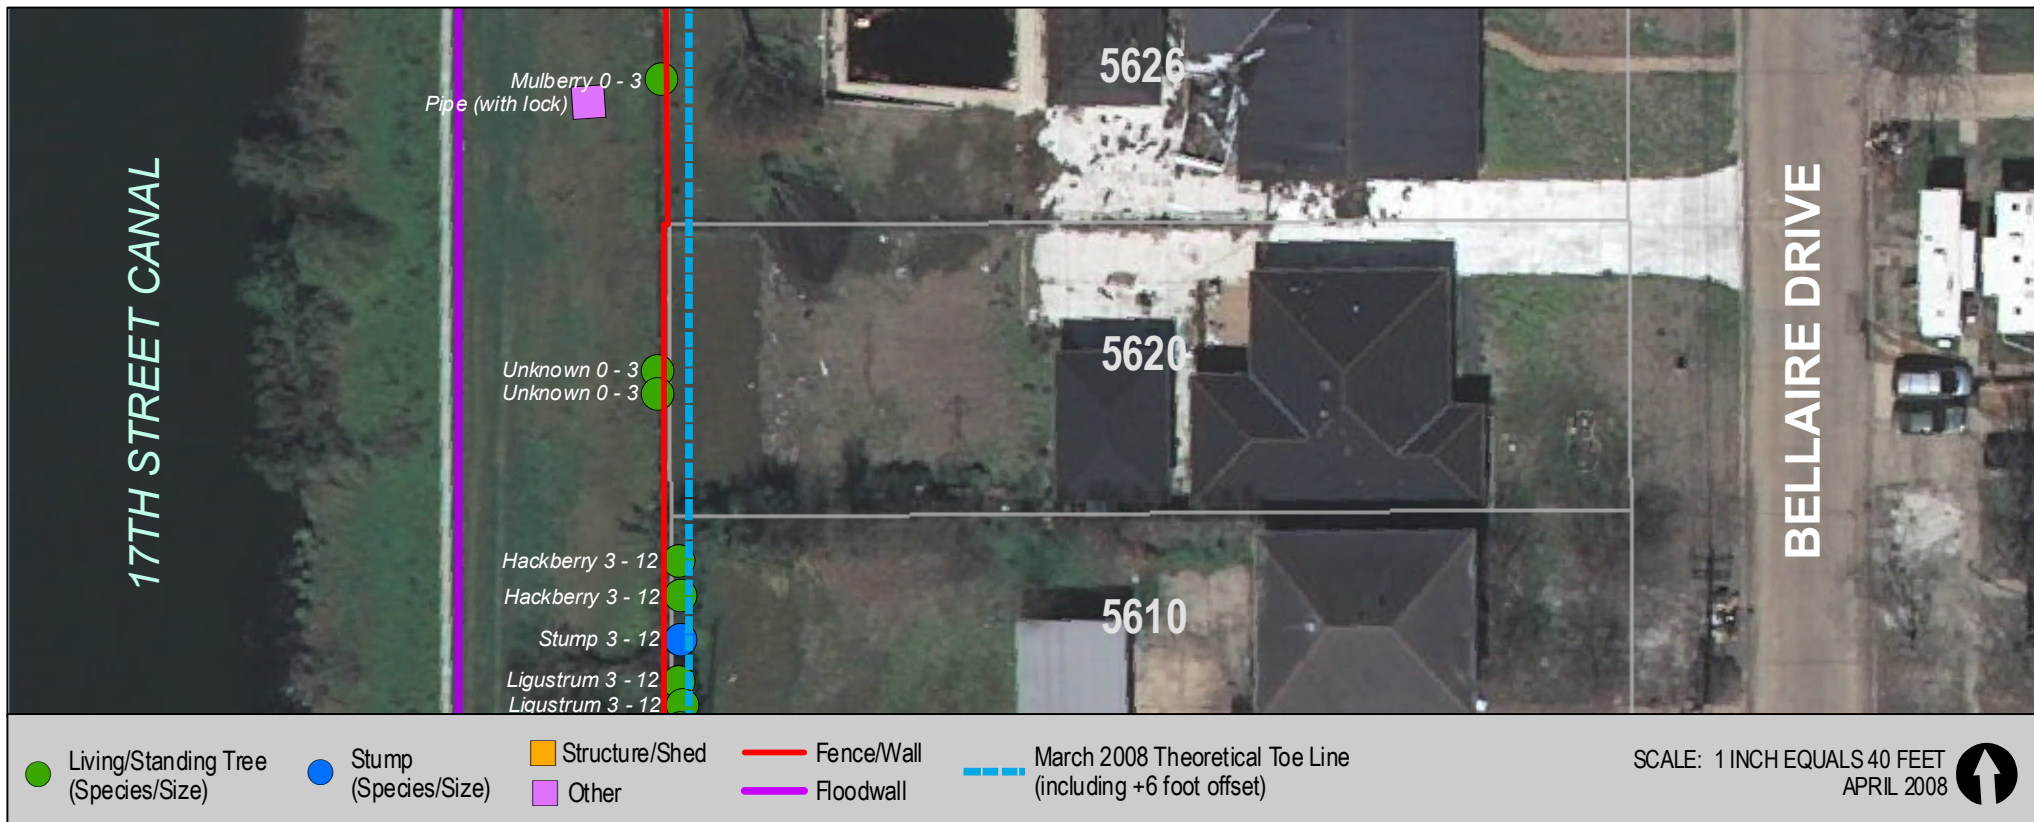 5626
Mulberry 0 - 3
Pipe (with lock)
17TH STREET CANAL
BELLAIRE DRIVE
5620
Unknown 0 - 3
Unknown 0 - 3
Hackberry 3 - 12
Hackberry 3 - 12
5610
Stump 3 - 12
Ligustrum 3 - 12
Ligustrum 3 - 12
Living/Standing Tree
(Species/Size)
Stump
(Species/Size)
Structure/Shed
Other
Fence/Wall
Floodwall
March 2008 Theoretical Toe Line
(including +6 foot offset)
SCALE: 1 INCH EQUALS 40 FEET
APRIL 2008